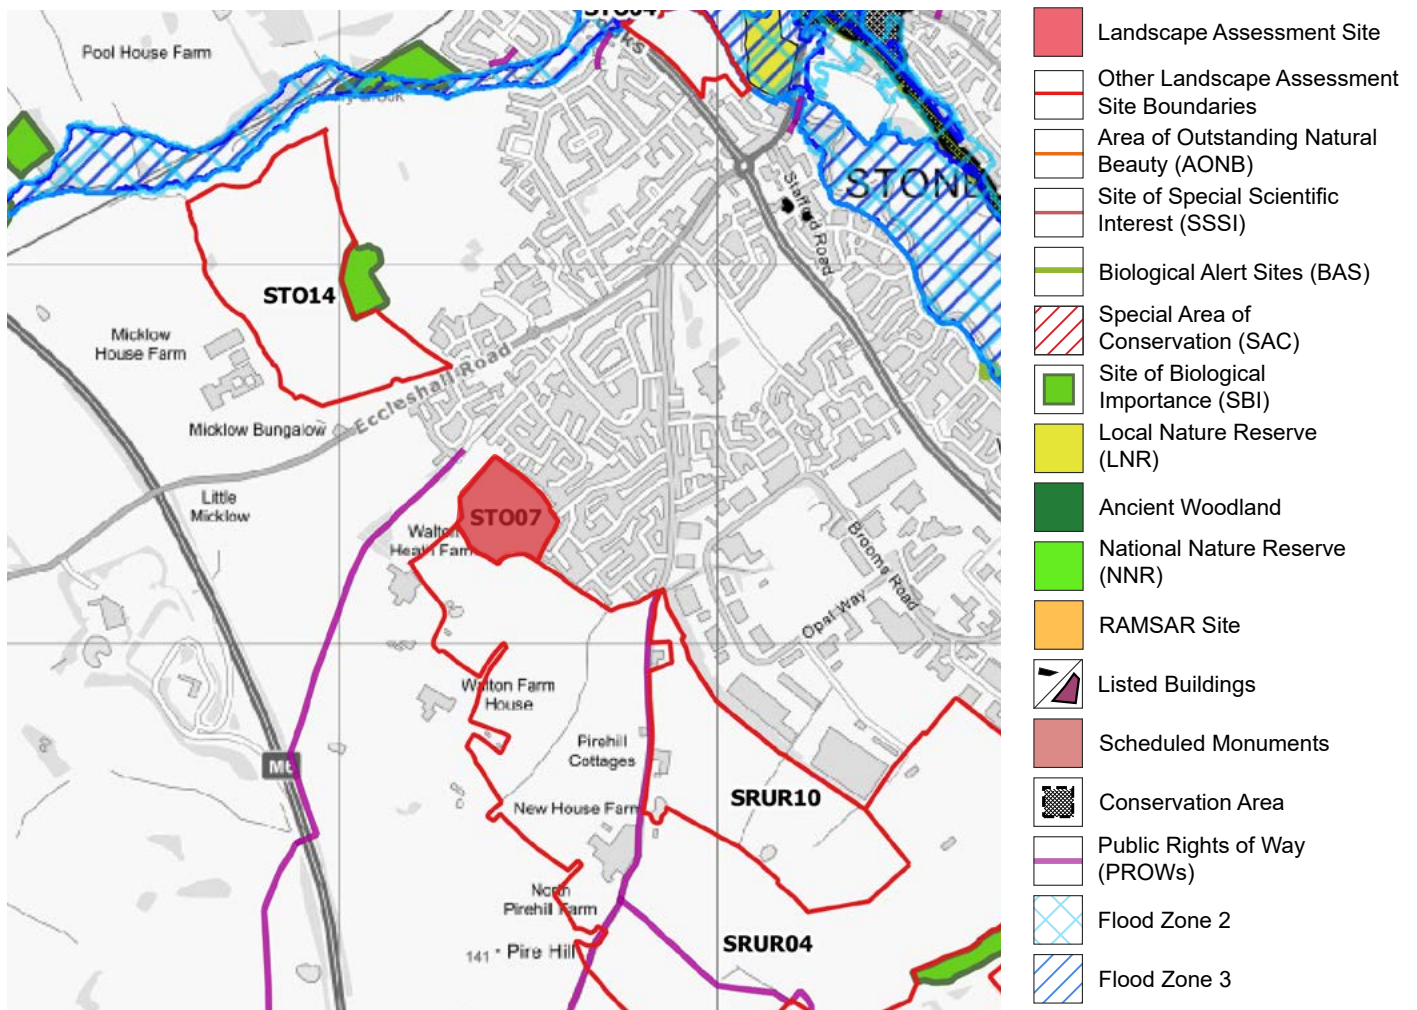 STO04
Pool House Farm
STONE
Stafford Road
STO14
Micklow
House Farm
Eccleshall Road
Micklow Bungalow
Little
Micklow
STO07
Walton
Heath Farm
Brooms Road
Opal Way
Walton Farm
House
Pirehill
Cottages
M6
New House Farm
SRUR10
North
Pirehill Farm
141 • Pire Hill
SRUR04
Landscape Assessment Site
Other Landscape Assessment
Site Boundaries
Area of Outstanding Natural
Beauty (AONB)
Site of Special Scientific
Interest (SSSI)
Biological Alert Sites (BAS)
Special Area of
Conservation (SAC)
Site of Biological
Importance (SBI)
Local Nature Reserve
(LNR)
Ancient Woodland
National Nature Reserve
(NNR)
RAMSAR Site
Listed Buildings
Scheduled Monuments
Conservation Area
Public Rights of Way
(PROWs)
Flood Zone 2
Flood Zone 3